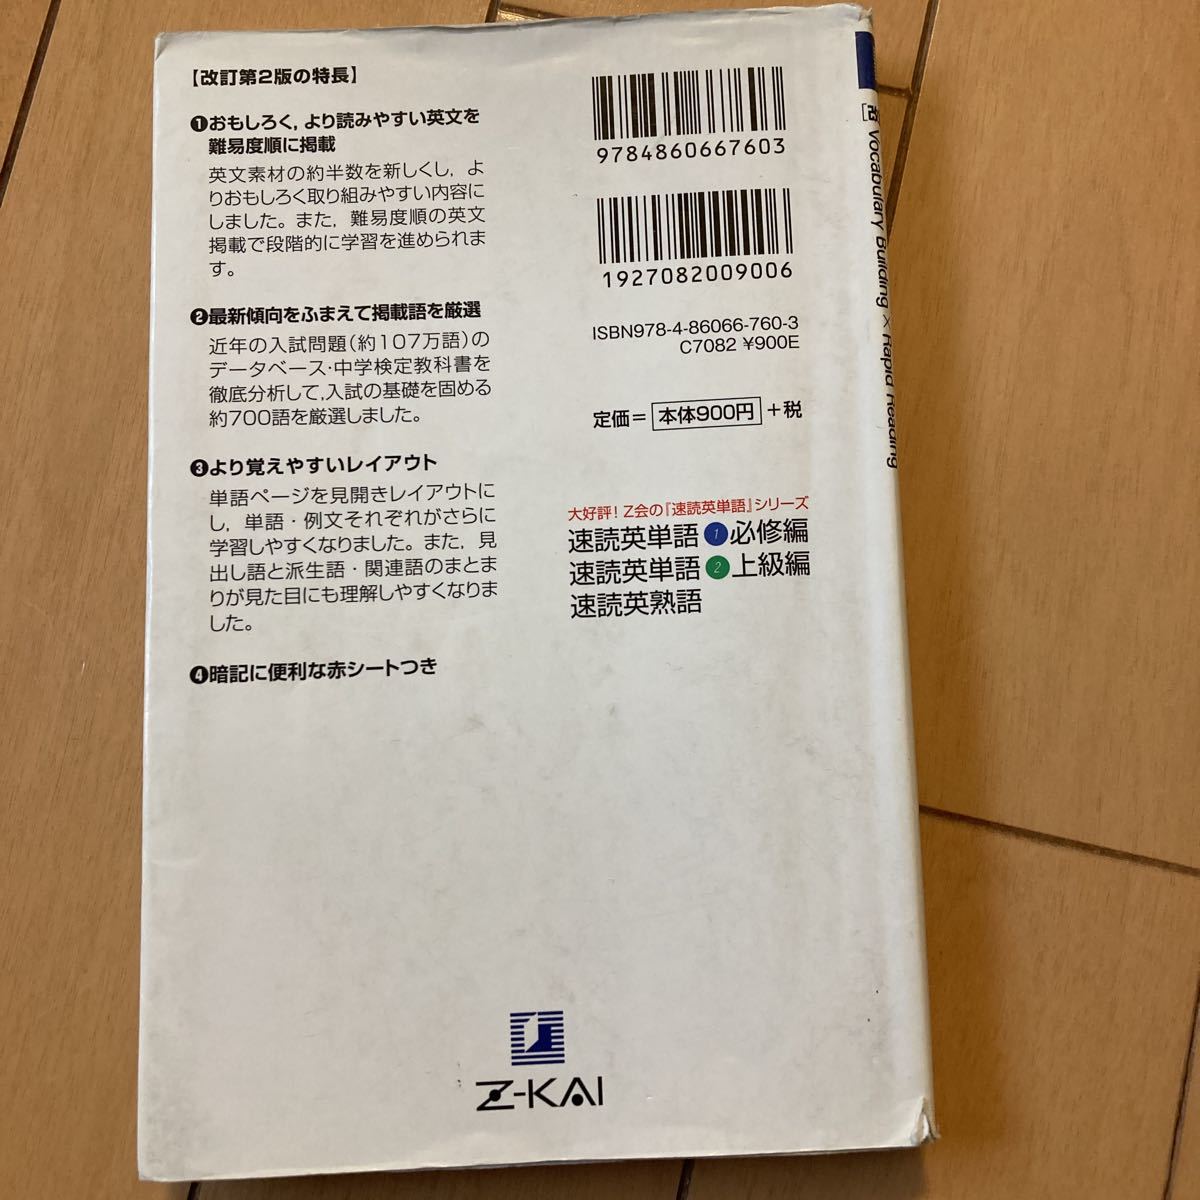 【改訂第2版の特長】
❶おもしろく，より読みやすい英文を
難易度順に掲載
英文素材の約半数を新しくし，よ
りおもしろく取り組みやすい内容に
しました。また，難易度順の英文
掲載で段階的に学習を進められま
す。
❷最新傾向をふまえて掲載語を厳選
近年の入試問題(約107万語)の
データベース・中学検定教科書を
徹底分析して,入試の基礎を固める
約700語を厳選しました。
❸より覚えやすいレイアウト
単語ページを見開きレイアウトに
し，単語・例文それぞれがさらに
学習しやすくなりました。また，見
出し語と派生語・関連語のまとま
りが見た目にも理解しやすくなりま
した。
❹暗記に便利な赤シートつき
9784860667603
1927082009006
ISBN978-4-86066-760-3
C7082 ¥900E
定価＝ 本体900円 +税
大好評！Z会の『速読英単語』シリーズ
速読英単語 1 必修編
速読英単語 2 上級編
速読英熟語
Z-KAI
Vocabulary Building × Rapid Reading